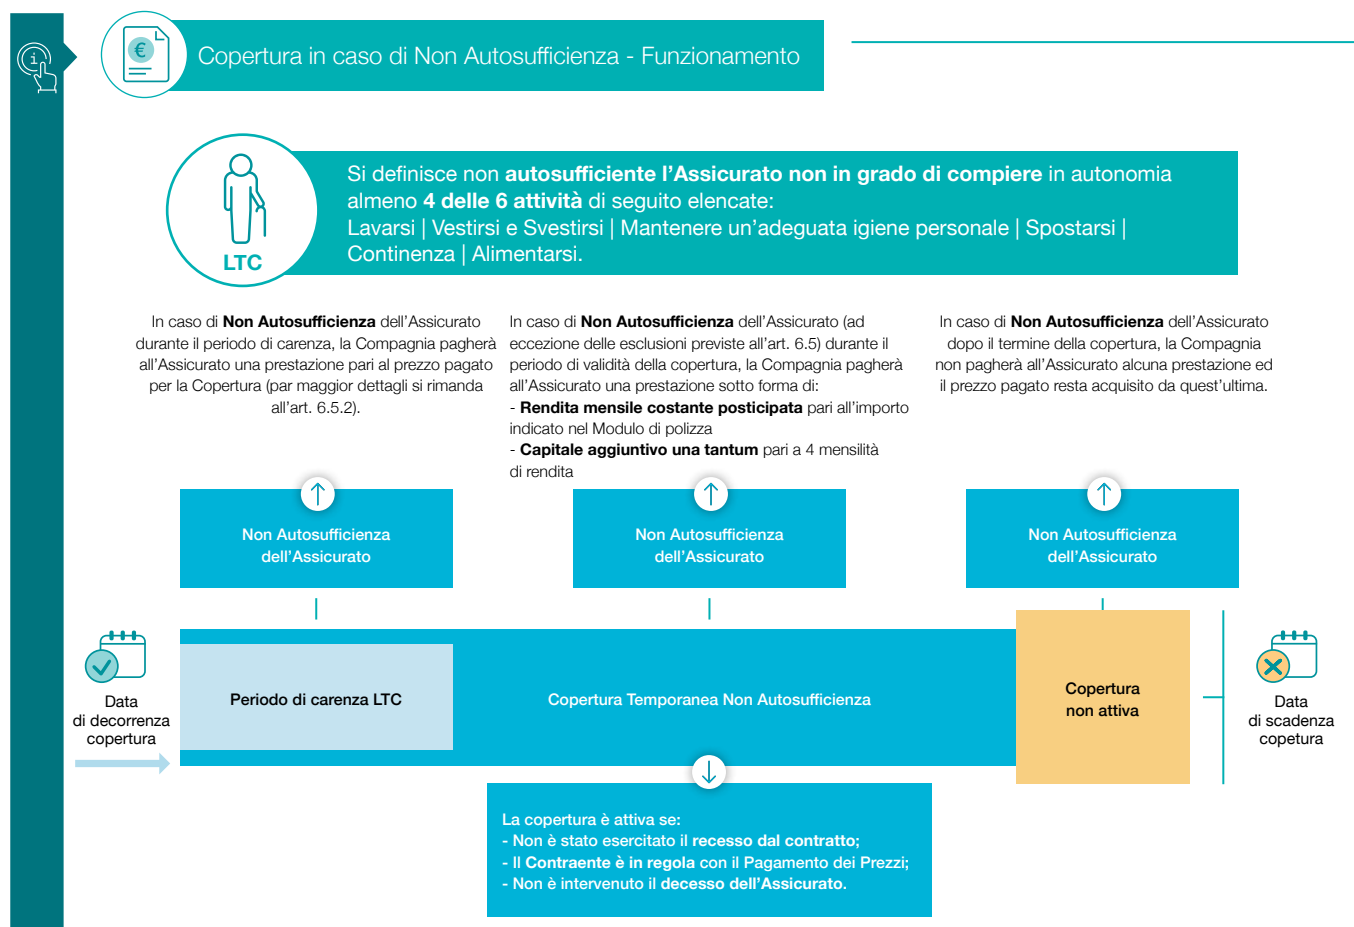 Copertura in caso di Non Autosufficienza - Funzionamento
Si definisce non autosufficiente l'Assicurato non in grado di compiere in autonomia
almeno 4 delle 6 attività di seguito elencate:
Lavarsi | Vestirsi e Svestirsi | Mantenere un'adeguata igiene personale | Spostarsi |
Continenza | Alimentarsi.
LTC
In caso di Non Autosufficienza dell'Assicurato
durante il periodo di carenza, la Compagnia pagherà
all'Assicurato una prestazione pari al prezzo pagato
per la Copertura (par maggior dettagli si rimanda
all'art. 6.5.2).
In caso di Non Autosufficienza dell'Assicurato (ad
eccezione delle esclusioni previste all'art. 6.5) durante il
periodo di validità della copertura, la Compagnia pagherà
all'Assicurato una prestazione sotto forma di:
- Rendita mensile costante posticipata pari all'importo
indicato nel Modulo di polizza
- Capitale aggiuntivo una tantum pari a 4 mensilità
di rendita
In caso di Non Autosufficienza dell'Assicurato
dopo il termine della copertura, la Compagnia
non pagherà all'Assicurato alcuna prestazione ed
il prezzo pagato resta acquisito da quest'ultima.
Non Autosufficienza
dell'Assicurato
Non Autosufficienza
dell'Assicurato
Non Autosufficienza
dell'Assicurato
Data
di decorrenza
copertura
Periodo di carenza LTC
Copertura Temporanea Non Autosufficienza
Copertura
non attiva
Data
di scadenza
copetura
La copertura è attiva se:
- Non è stato esercitato il recesso dal contratto;
- Il Contraente è in regola con il Pagamento dei Prezzi;
- Non è intervenuto il decesso dell'Assicurato.